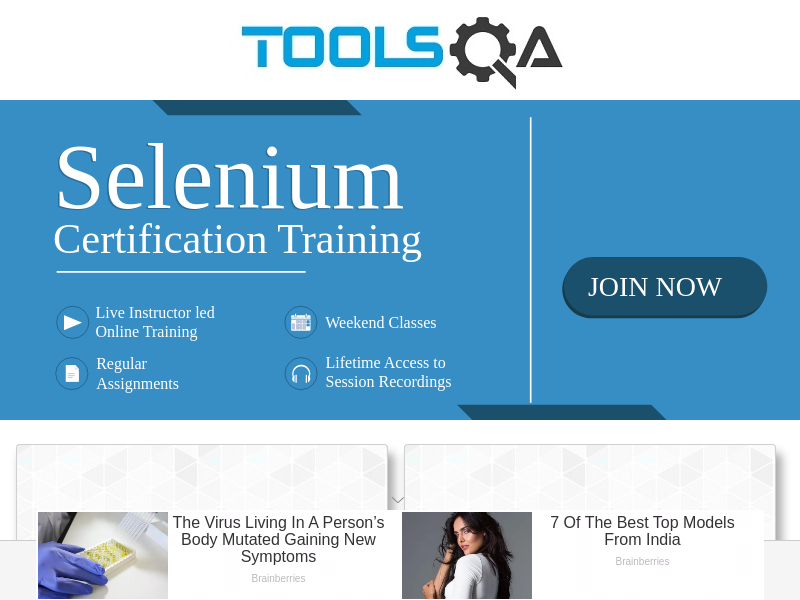 TOOLSQA
Selenium
Certification Training
JOIN NOW
Live Instructor led
Online Training
Weekend Classes
Regular
Assignments
Lifetime Access to
Session Recordings
The Virus Living In A Person’s
Body Mutated Gaining New
Symptoms
Brainberries
7 Of The Best Top Models
From India
Brainberries